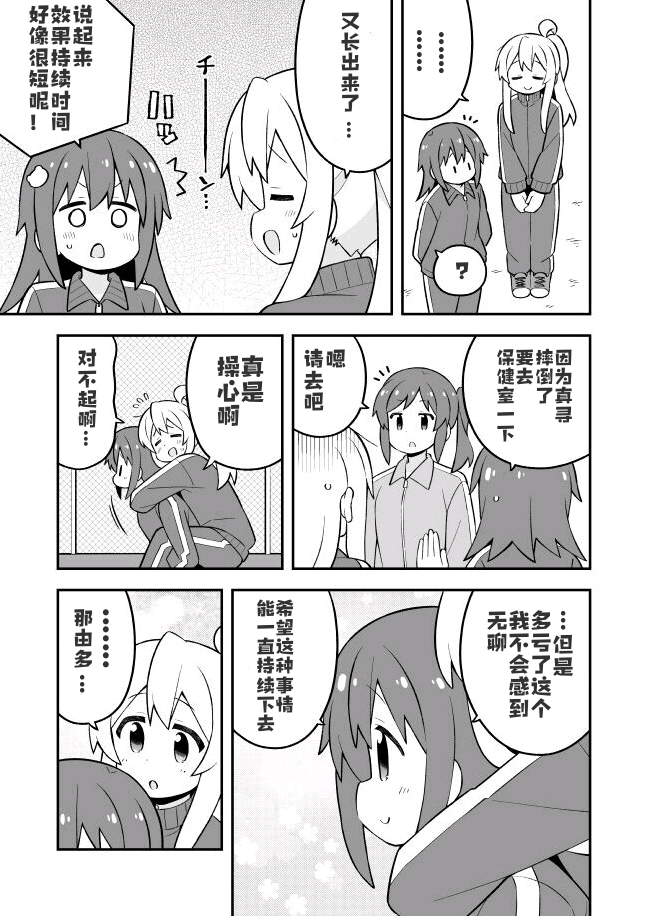 ………
?
又长出来了…
チーン…
说起来
效果持续时间
好像很短呢！
因为真寻
摔倒了
要去
保健室一下
嗯
请去吧
真是
操心啊
对不起啊…
…但是
多亏了这个
我不会感到
无聊
希望这种事情
能一直持续下去
………
那由多…